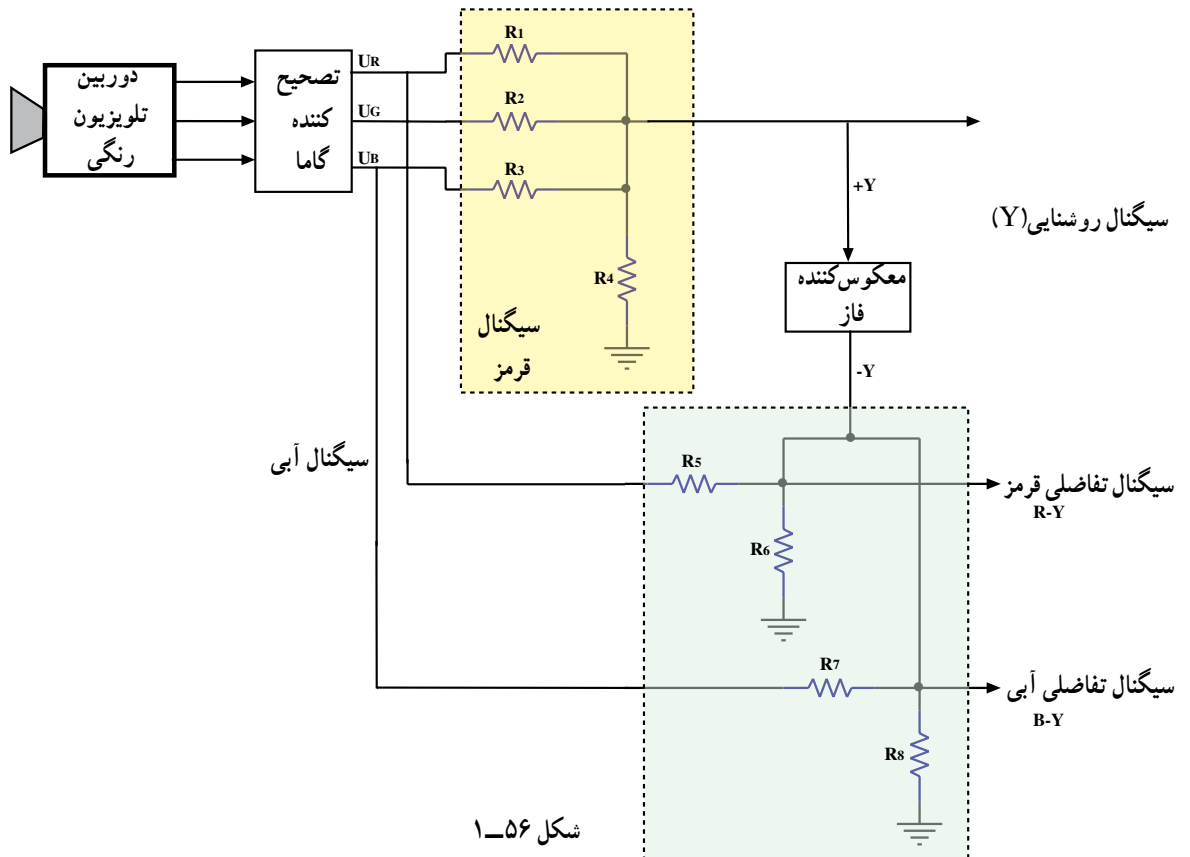 دوربین
تلویزیون
رنگی
تصحیح
کننده
گاما
UR
UG
UB
R1
R2
R3
R4
سیگنال
قرمز
+Y
سیگنال روشنایی(Y)
معکوس‌کننده
فاز
-Y
سیگنال آبی
R5
R6
سیگنال تفاضلی قرمز
R-Y
R7
R8
سیگنال تفاضلی آبی
B-Y
شکل ۵۶ــ۱